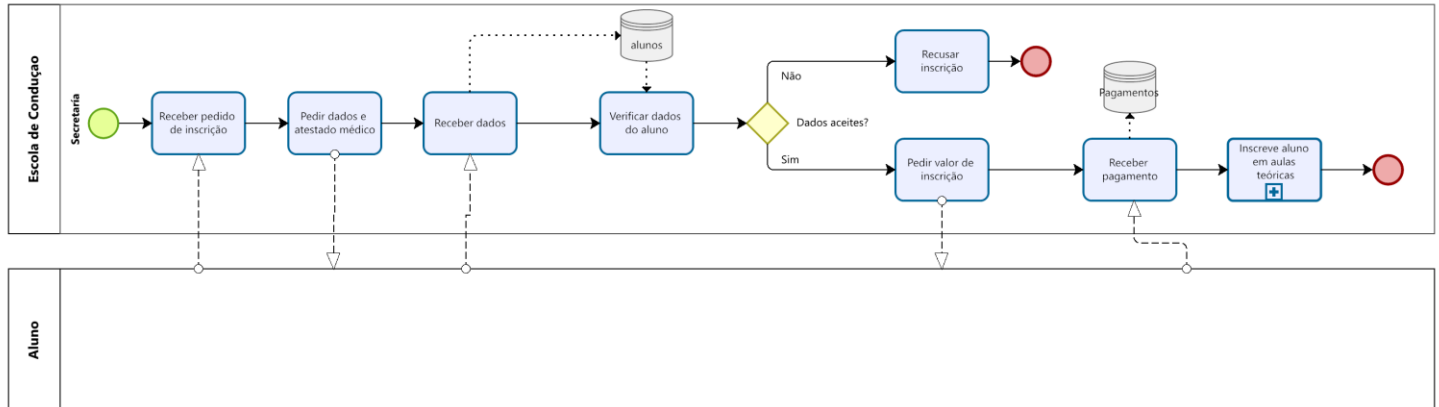 Escola de Conduçao
Secretaria
Receber pedido
de inscrição
Pedir dados e
atestado médico
Receber dados
alunos
Verificar dados
do aluno
Dados aceites?
Não
Recusar
inscrição
Sim
Pedir valor de
inscrição
Pagamentos
Receber
pagamento
Inscreve aluno
em aulas
teóricas
Aluno